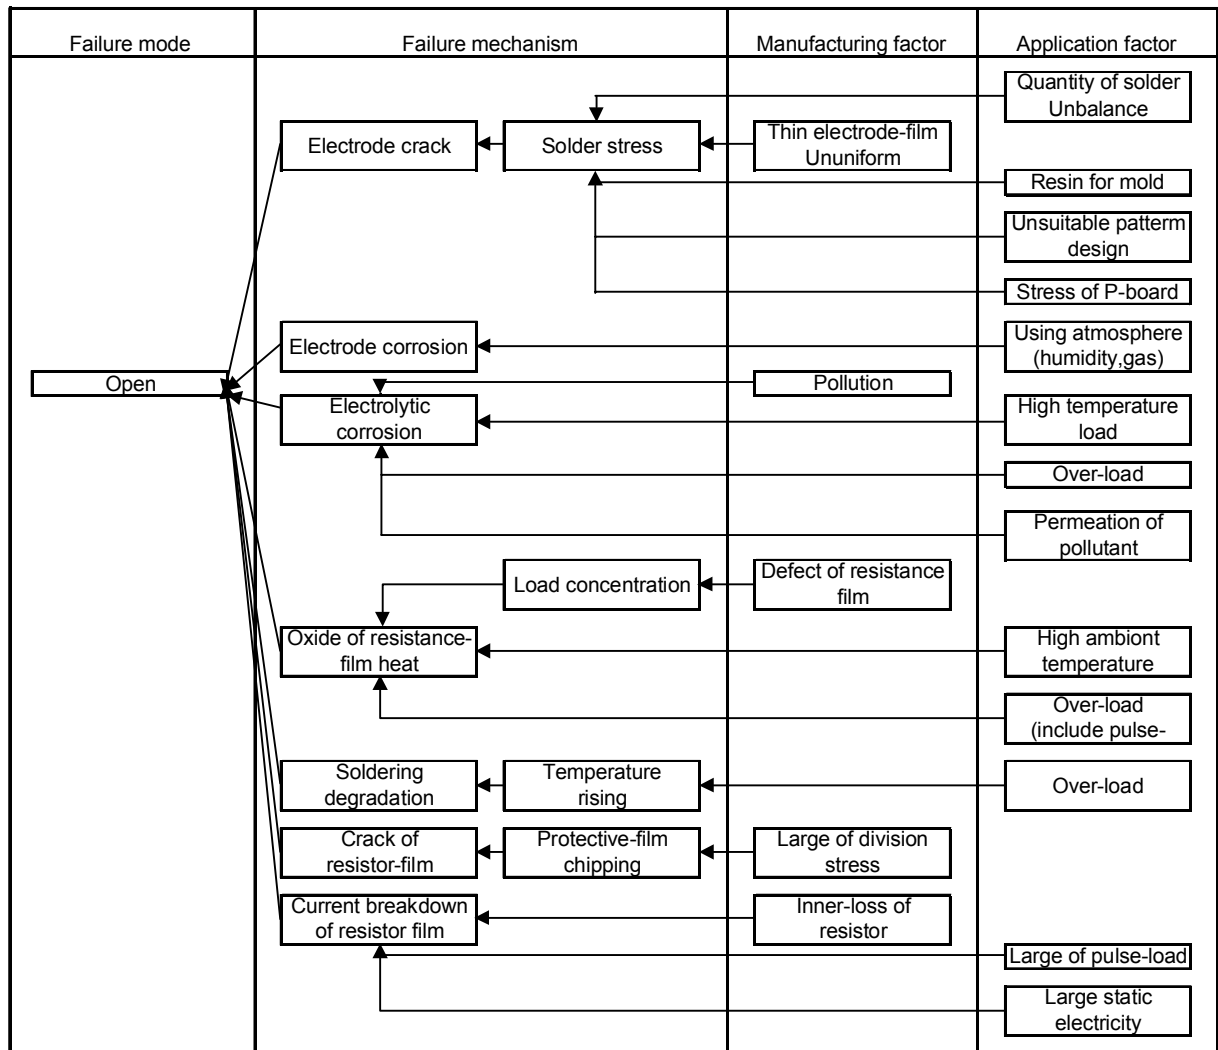 Failure mode
Failure mechanism
Manufacturing factor
Application factor
Quantity of solder
Unbalance
Electrode crack
Solder stress
Thin electrode-film
Ununiform
Resin for mold
Unsuitable patterm
design
Stress of P-board
Electrode corrosion
Using atmosphere
(humidity,gas)
Open
Pollution
Electrolytic
corrosion
High temperature
load
Over-load
Permeation of
pollutant
Load concentration
Defect of resistance
film
Oxide of resistance-
film heat
High ambiont
temperature
Over-load
(include pulse-
Soldering
degradation
Temperature
rising
Over-load
Crack of
resistor-film
Protective-film
chipping
Large of division
stress
Current breakdown
of resistor film
Inner-loss of
resistor
Large of pulse-load
Large static
electricity